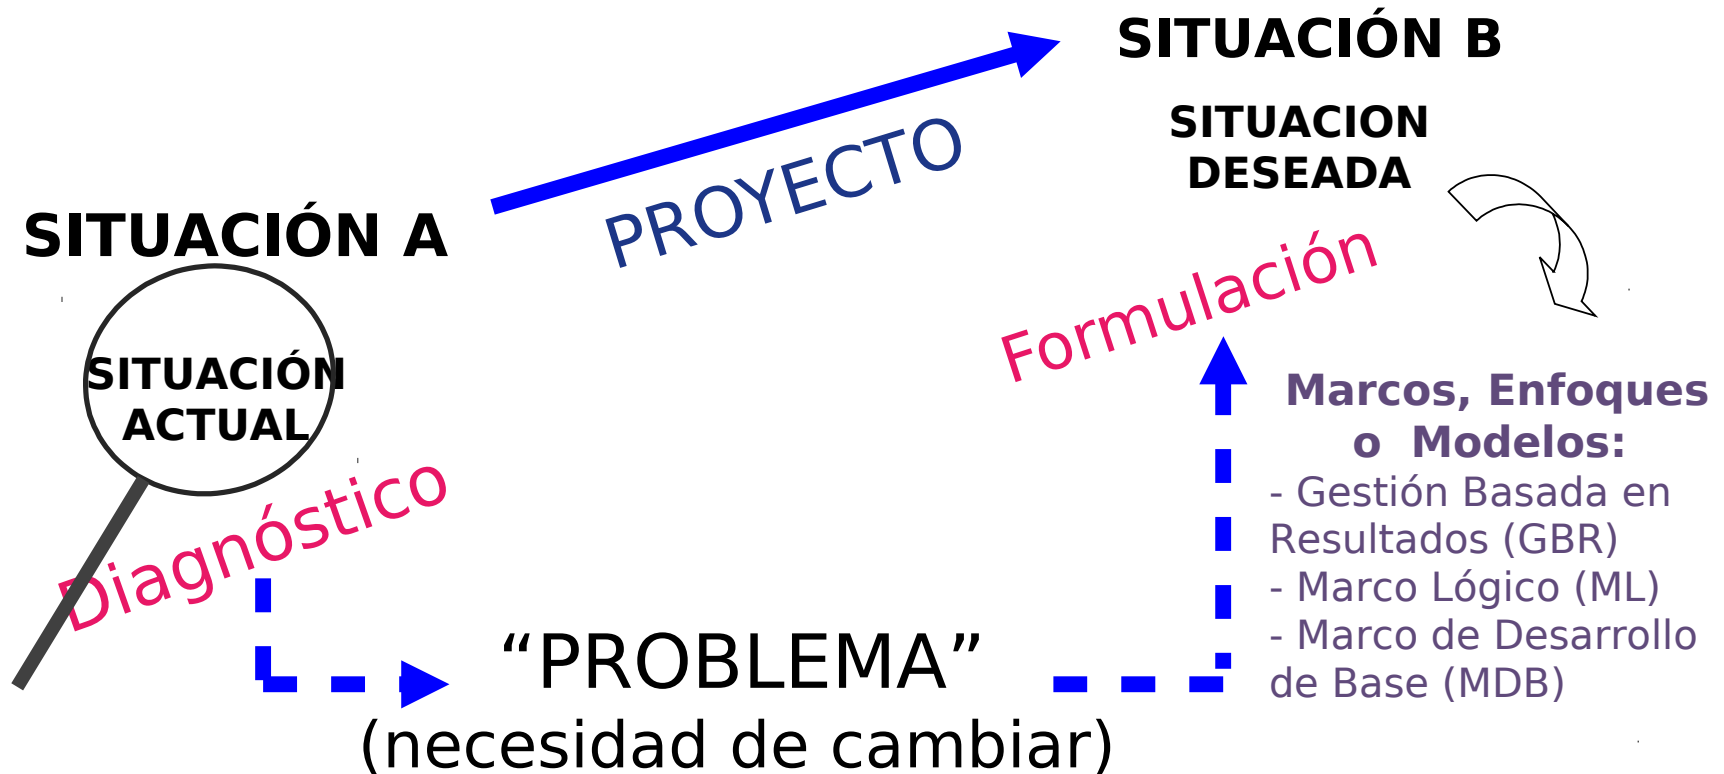 SITUACIÓN B
SITUACION
DESEADA
PROYECTO
SITUACIÓN A
SITUACIÓN
ACTUAL
Diagnóstico
“PROBLEMA”
(necesidad de cambiar)
Formulación
Marcos, Enfoques
o  Modelos:
- Gestión Basada en
Resultados (GBR)
- Marco Lógico (ML)
- Marco de Desarrollo
de Base (MDB)